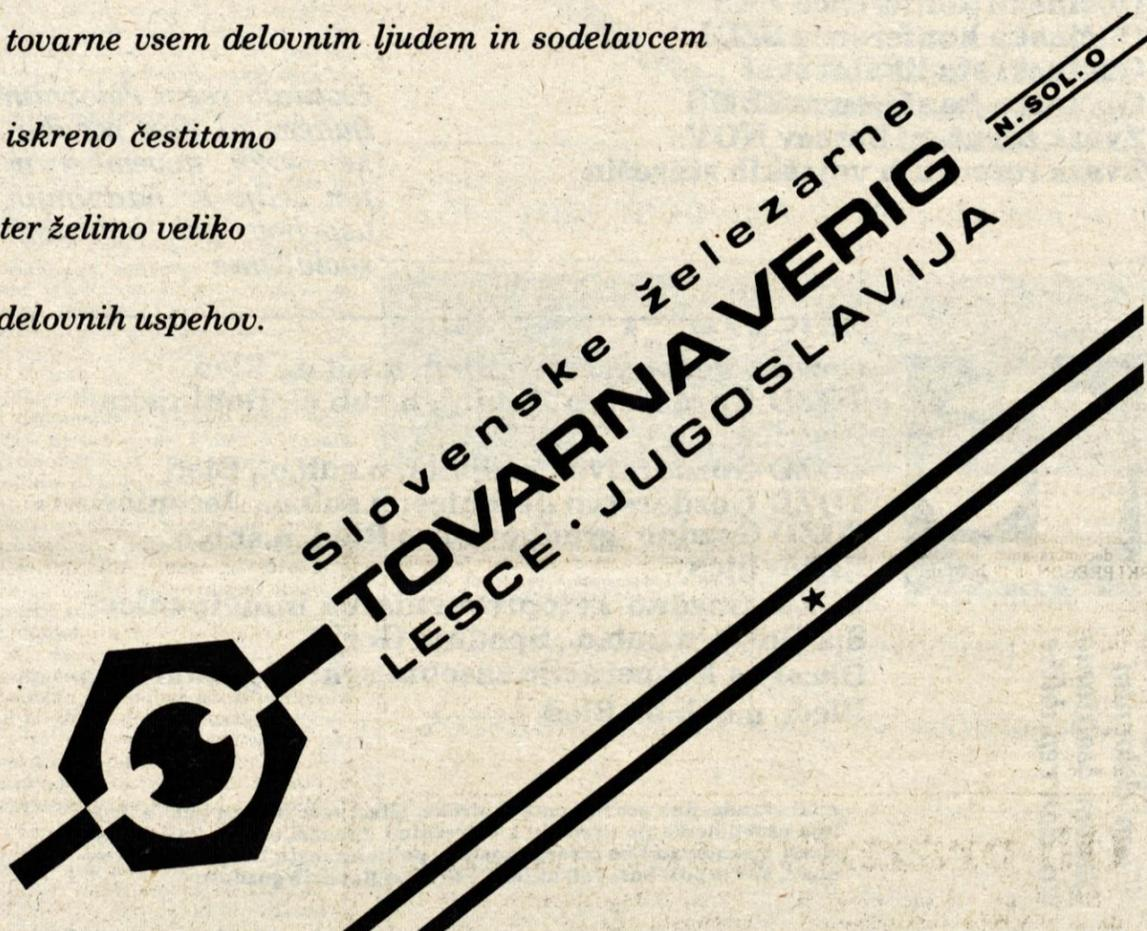 tovarne vsem delovnim ljudem in sodelavcem
iskreno čestitamo
ter želimo veliko
delovnih uspehov.
N. SOL. O
Slovenske železarne
TOVARNA VERIG
LESCE · JUGOSLAVIJA